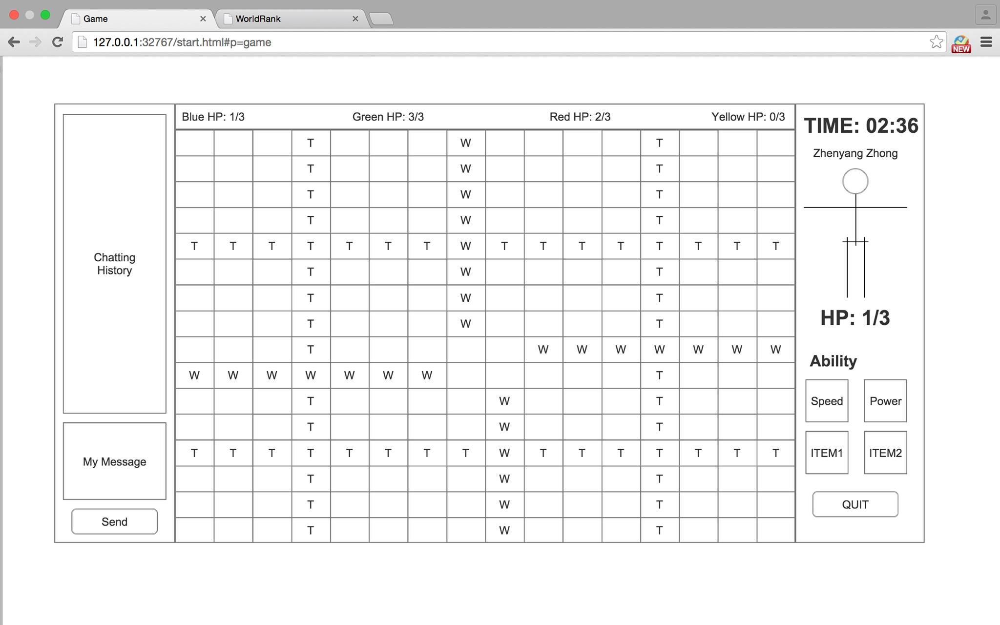 Game
WorldRank
127.0.0.1:32767/start.html#p=game
NEW
Chatting
History
My Message
Send
Blue HP: 1/3 Green HP: 3/3 Red HP: 2/3 Yellow HP: 0/3
T W T
T W T
T W T
T W T
T T T T T T T W T T T T T T T T
T W T
T W T
T W T
T W W W W W W W
W W W W W W W T
T W T
T W T
T T T T T T T T W T T T T T T T
T W T
T W T
T W T
TIME: 02:36
Zhenyang Zhong
HP: 1/3
Ability
Speed Power
ITEM1 ITEM2
QUIT